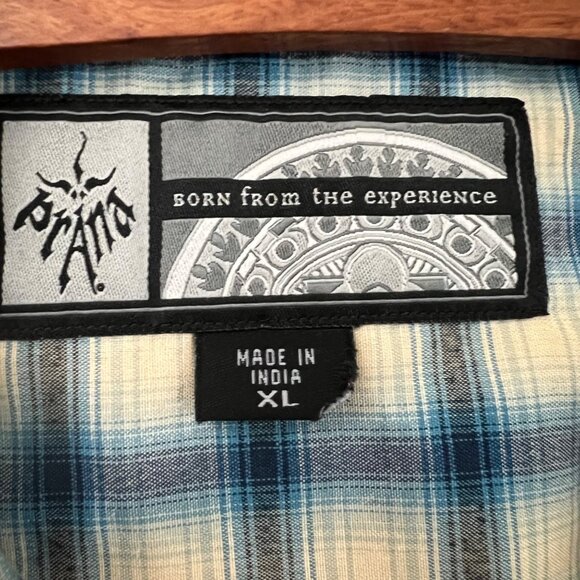 prAna®
BORN from THE EXPERIENCE
MADE IN
INDIA
XL